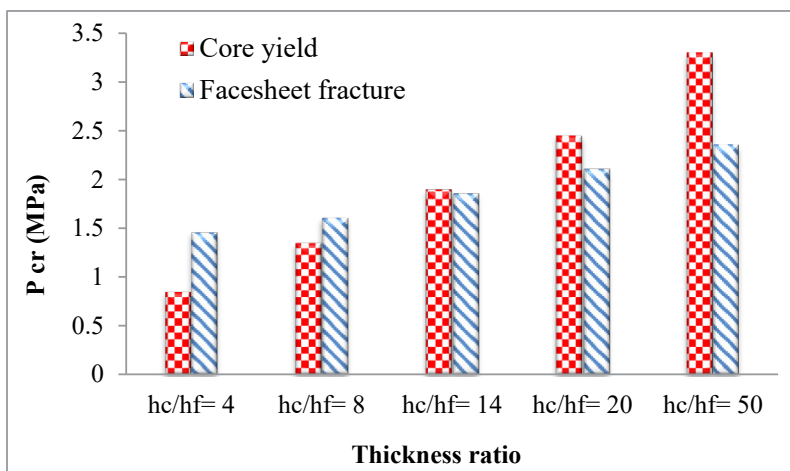 3.5
Core yield
3
Facesheet fracture
2.5
2
1.5
1
0.5
0
P cr (MPa)
hc/hf= 4 hc/hf= 8 hc/hf= 14 hc/hf= 20 hc/hf= 50
Thickness ratio